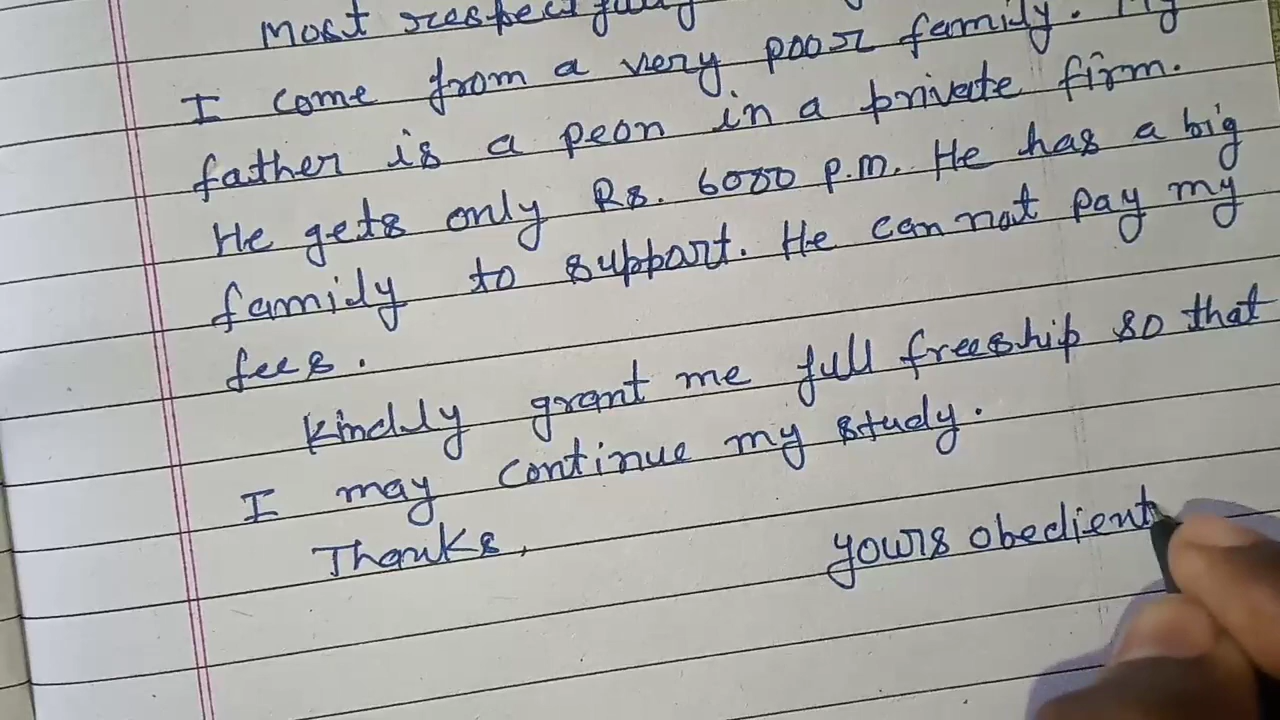 Most respectfully
I come from a very poor family. My
father is a peon in a private firm.
He gets only Rs. 6000 p.m. He has a big
family to support. He can not pay my
fees.
Kindly grant me full freeship so that
I may continue my study.
Thanks,
yours obedient